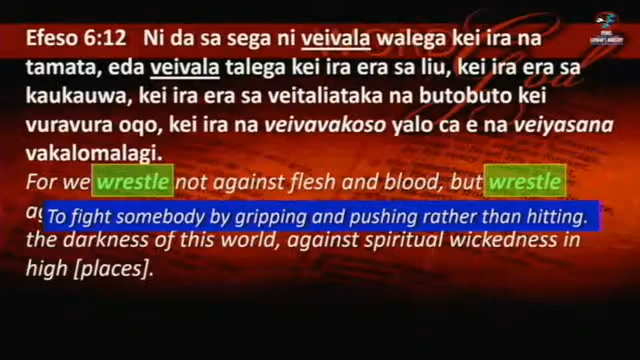 Efeso 6:12 Ni da sa sega ni veivala walega kei ira na
tamata, eda veivala talega kei ira era sa liu, kei ira era sa
kaukauwa, kei ira era sa veitaliataka na butobuto kei
vuravura oqo, kei ira na veivavakoso yalo ca e na veiyasana
vakalomalagi.
For we wrestle not against flesh and blood, but wrestle
To fight somebody by gripping and pushing rather than hitting.
the darkness of this world, against spiritual wickedness in
high [places].